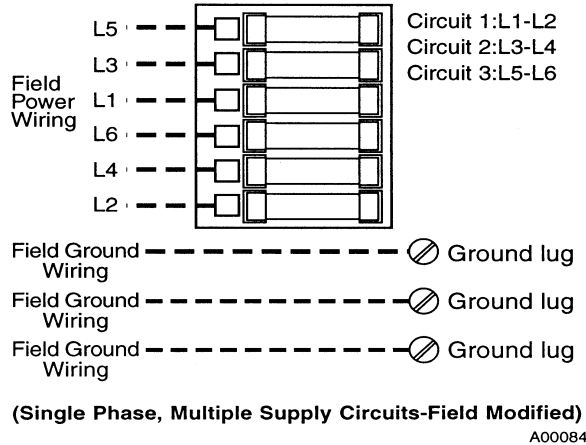 L5
L3
L1
L6
L4
L2
Field
Power
Wiring
Circuit 1:L1-L2
Circuit 2:L3-L4
Circuit 3:L5-L6
Field Ground
Wiring
Ground lug
Field Ground
Wiring
Ground lug
Field Ground
Wiring
Ground lug
(Single Phase, Multiple Supply Circuits-Field Modified)
A00084